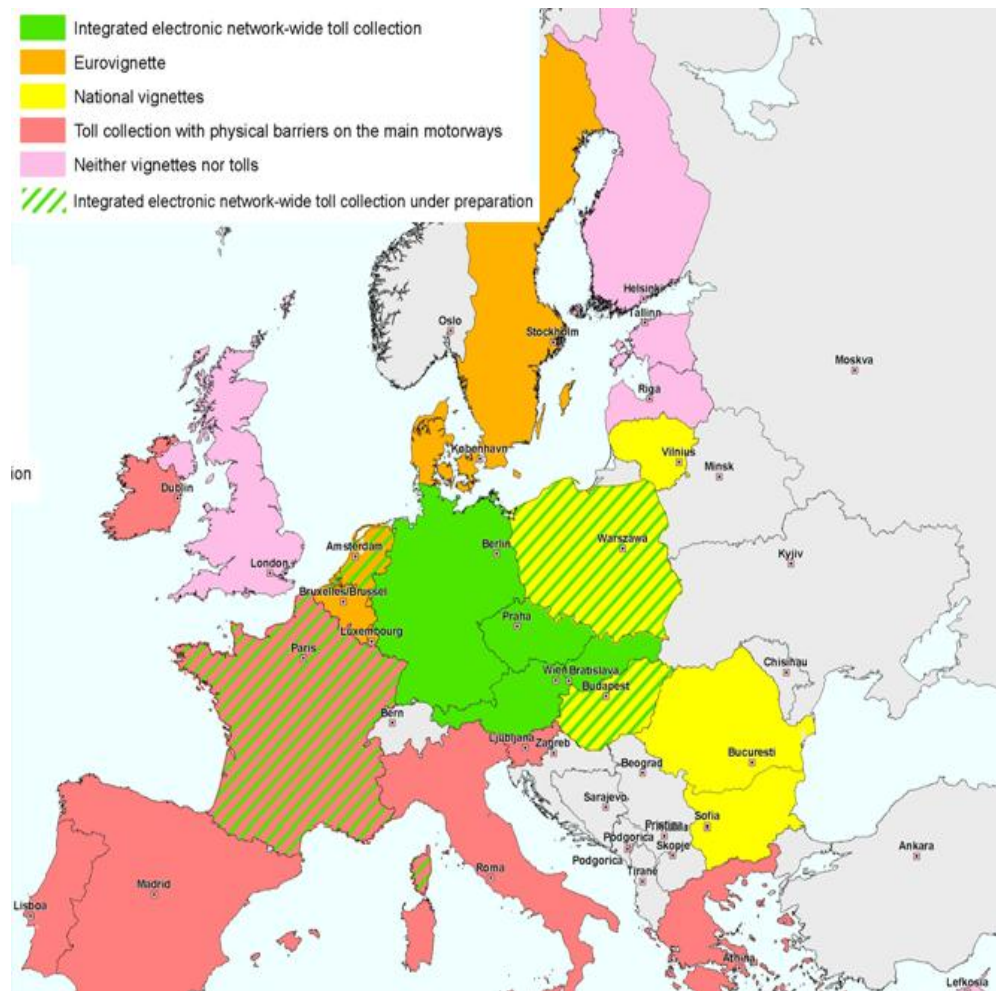 Integrated electronic network-wide toll collection
Eurovignette
National vignettes
Toll collection with physical barriers on the main motorways
Neither vignettes nor tolls
Integrated electronic network-wide toll collection under preparation
Helsinki
Tallinn
Oslo
Stockholm
Moskva
Riga
København
Vilnius
Minsk
ion
Dublin
Amsterdam
Berlin
Warszawa
London
Kyjiv
Bruxelles/Brussel
Praha
Luxembourg
Paris
Chisihau
Wien
Bratislava
Budapest
Bern
Ljubljana
Zagreb
Bucuresti
Beograd
Sarajevo
Sofia
Pristina
Podgorica
Skopje
Ankara
Podgorica
Roma
Tiranë
Madrid
Lisboa
Athina
Lefkosia